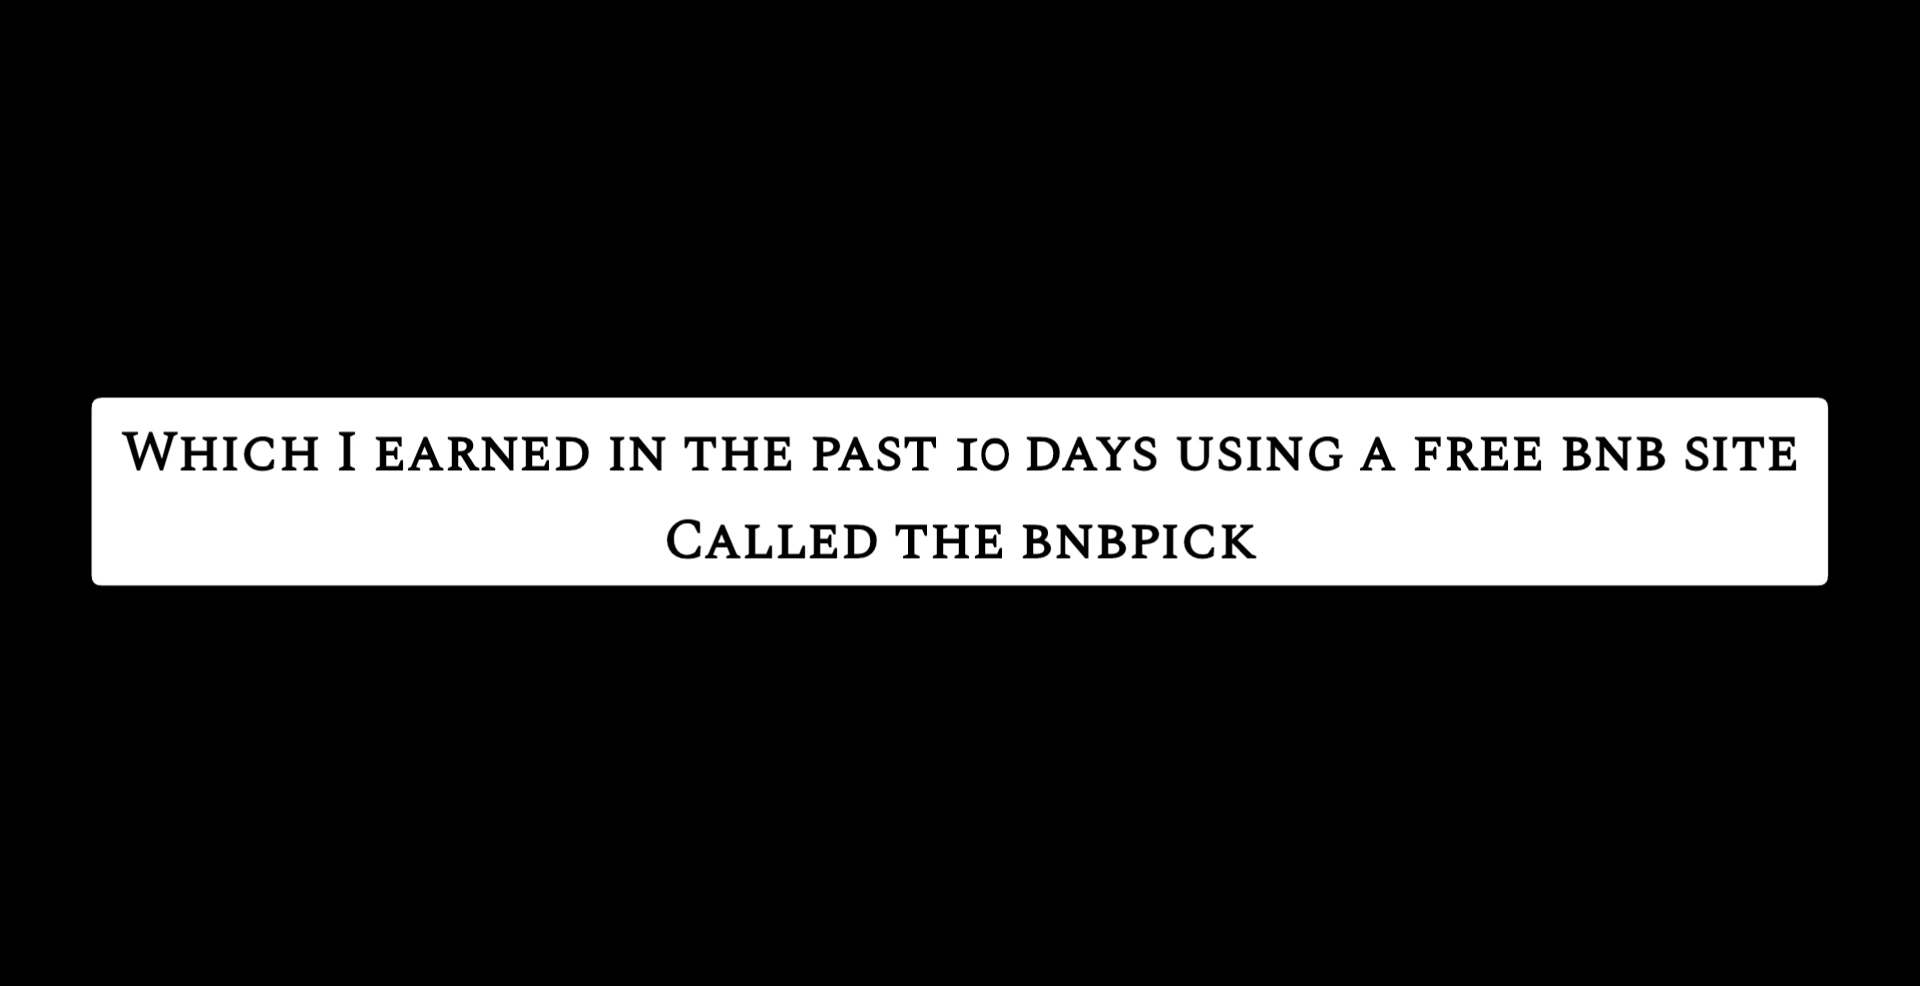 Which I earned in the past 10 days using a free bnb site
Called the bnbpick